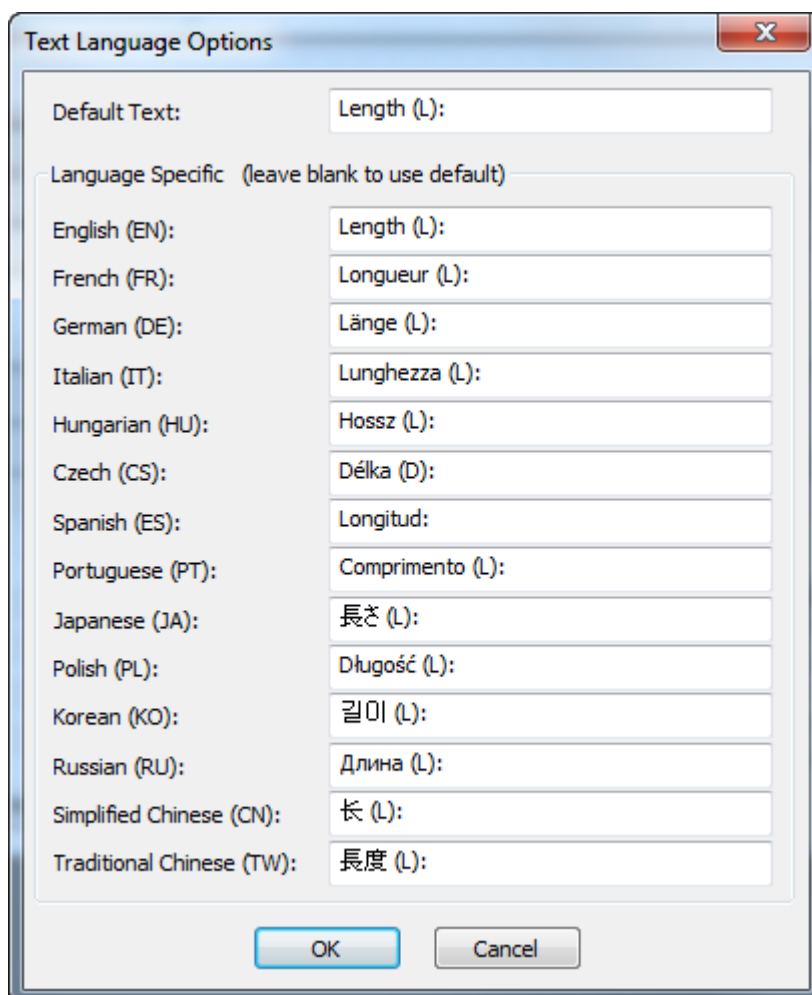 Text Language Options
Default Text: Length (L):
Language Specific (leave blank to use default)
English (EN): Length (L):
French (FR): Longueur (L):
German (DE): Länge (L):
Italian (IT): Lunghezza (L):
Hungarian (HU): Hossz (L):
Czech (CS): Délka (D):
Spanish (ES): Longitud:
Portuguese (PT): Comprimento (L):
Japanese (JA): 長さ (L):
Polish (PL): Długość (L):
Korean (KO): 길이 (L):
Russian (RU): Длина (L):
Simplified Chinese (CN): 长 (L):
Traditional Chinese (TW): 長度 (L):
OK Cancel